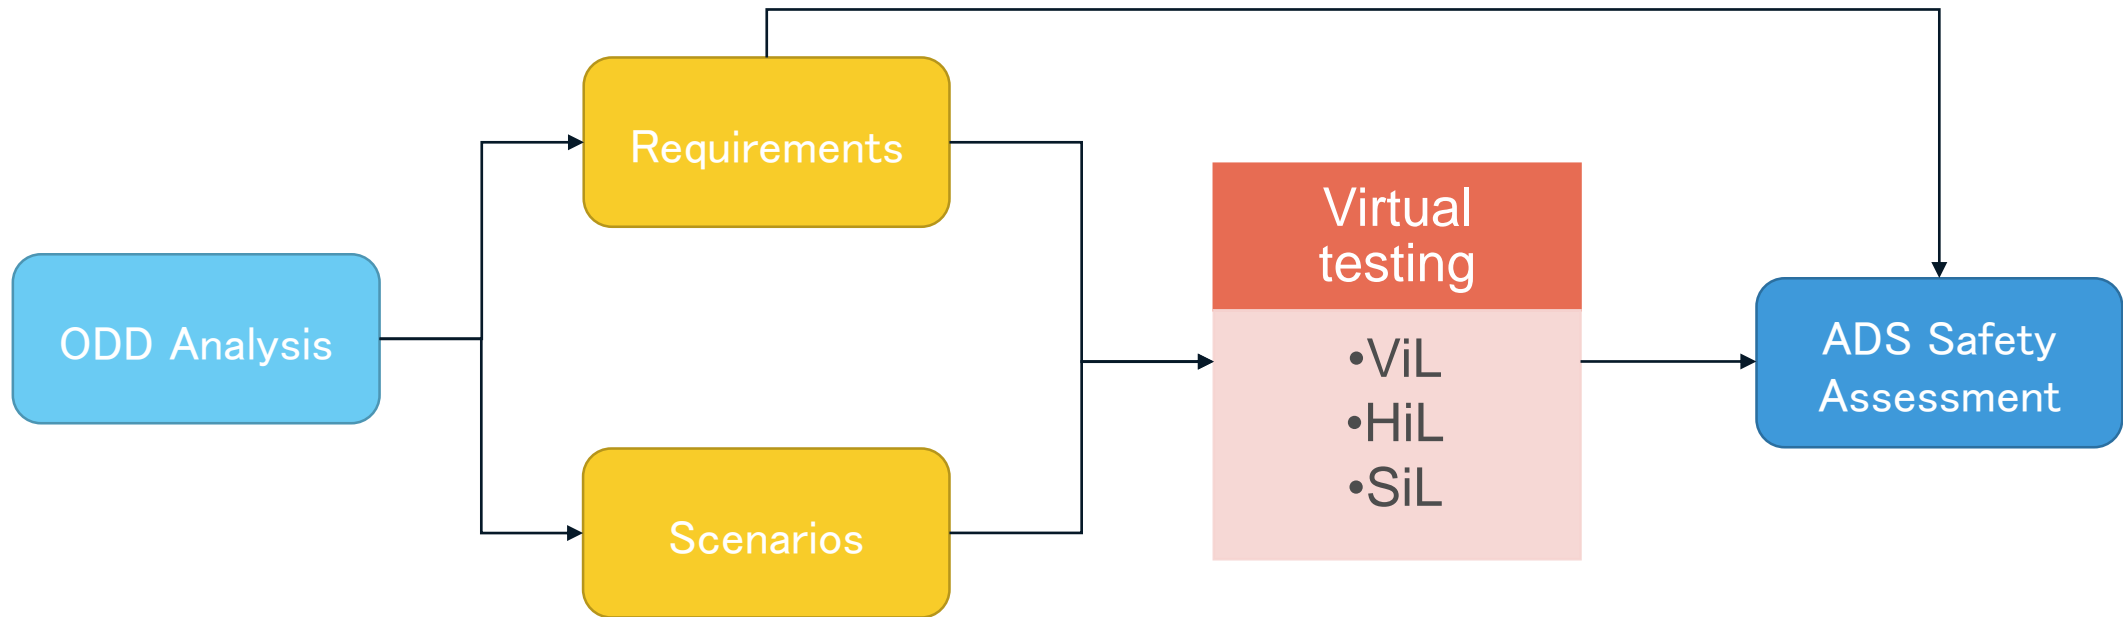 Requirements
ODD Analysis
Scenarios
Virtual
testing
•ViL
•HiL
•SiL
ADS Safety
Assessment